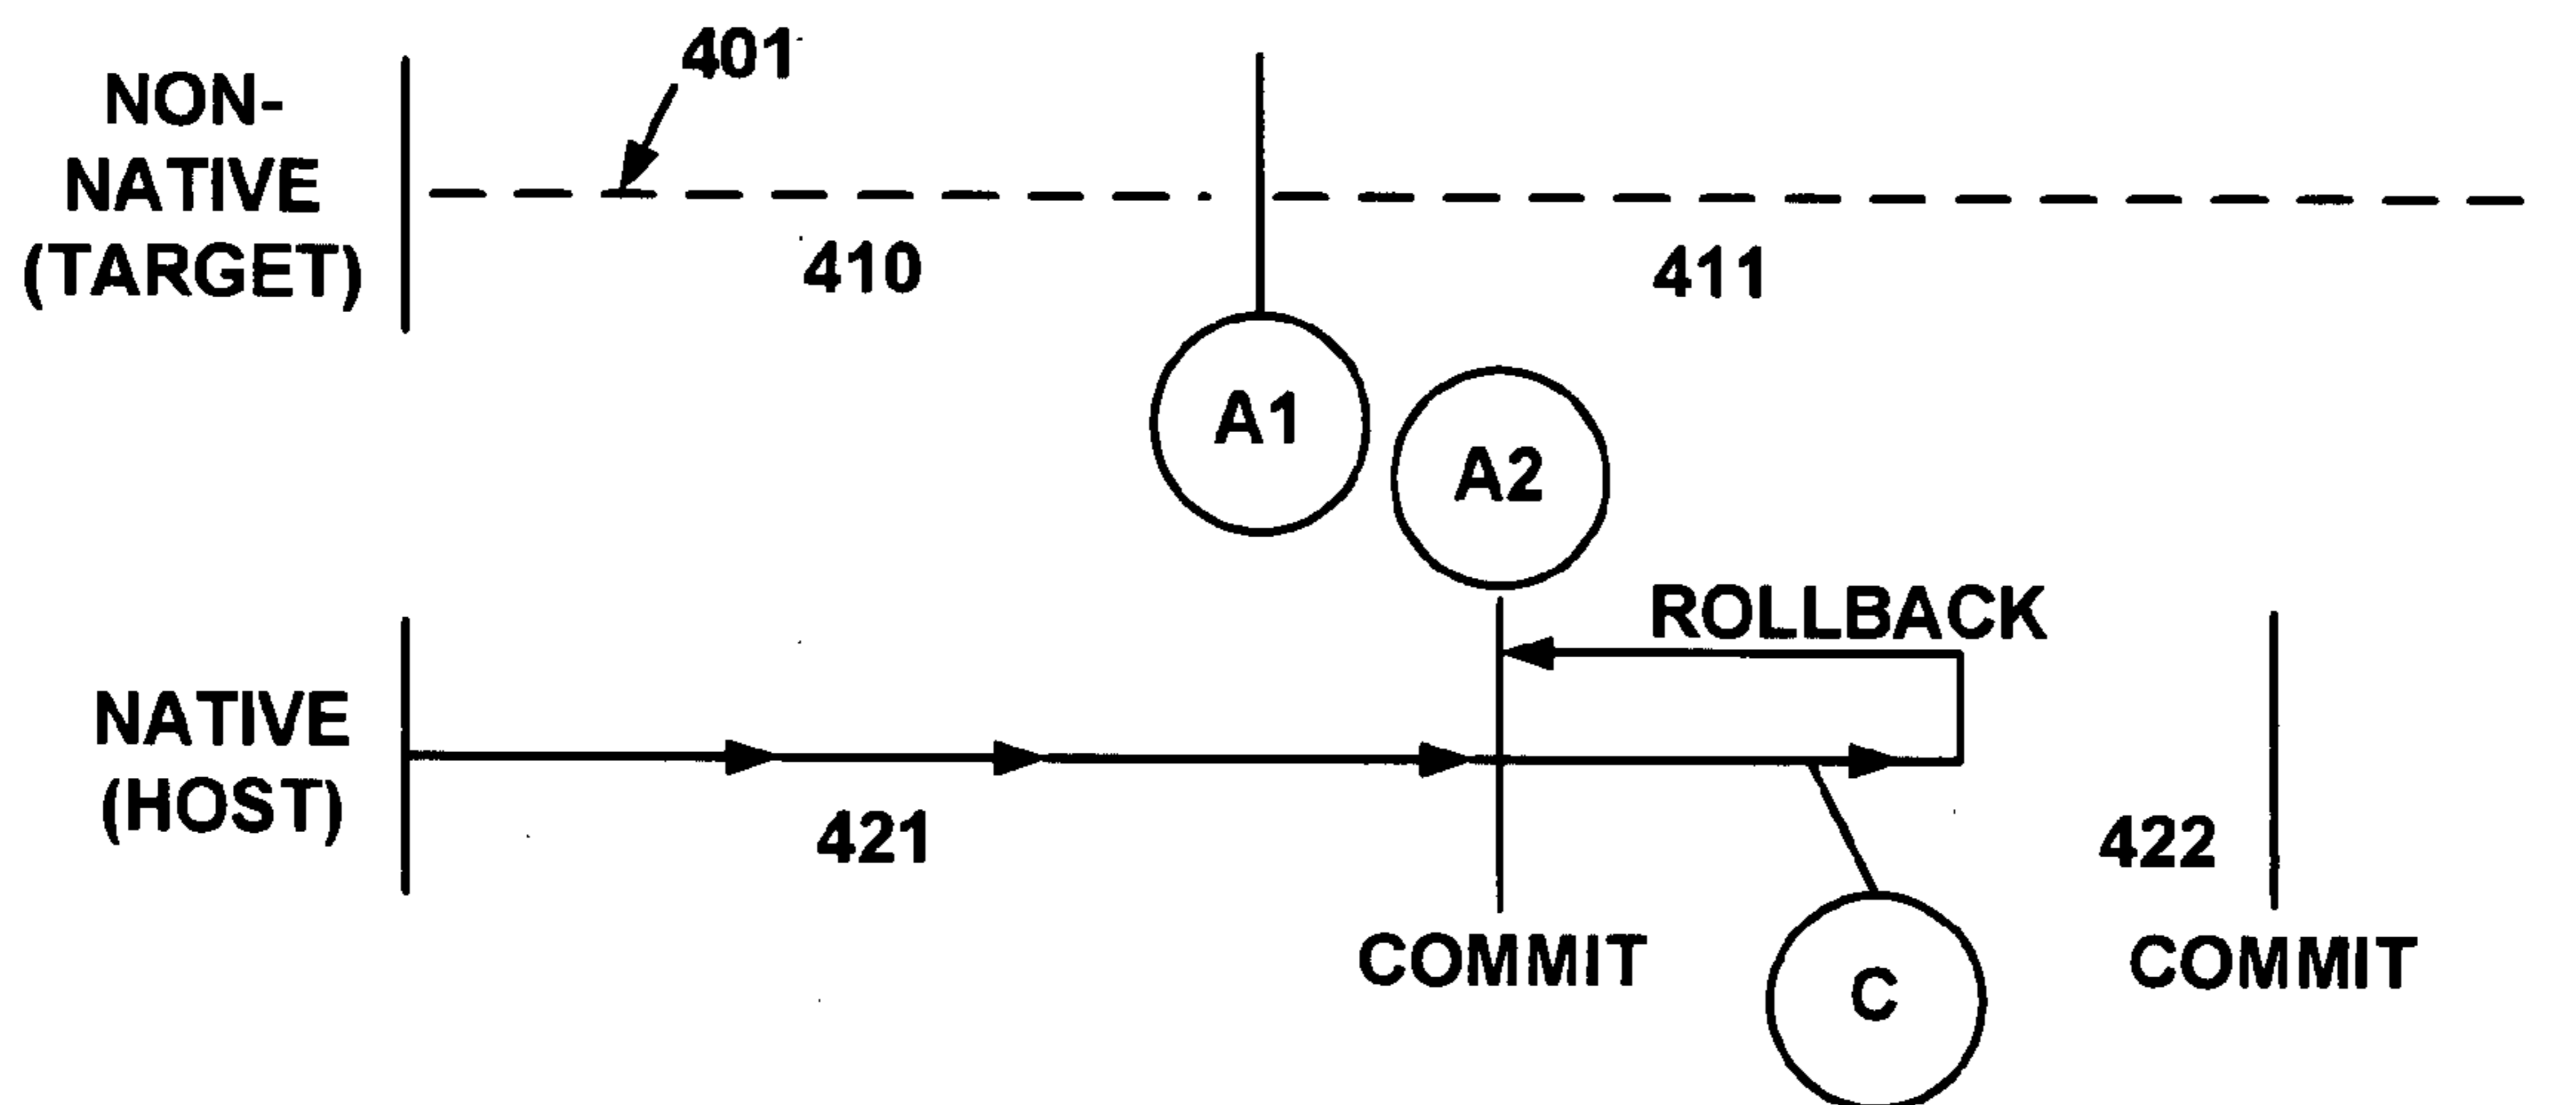 401
NON-
NATIVE
(TARGET)
410
411
A1
A2
ROLLBACK
NATIVE
(HOST)
421
422
COMMIT
COMMIT
C